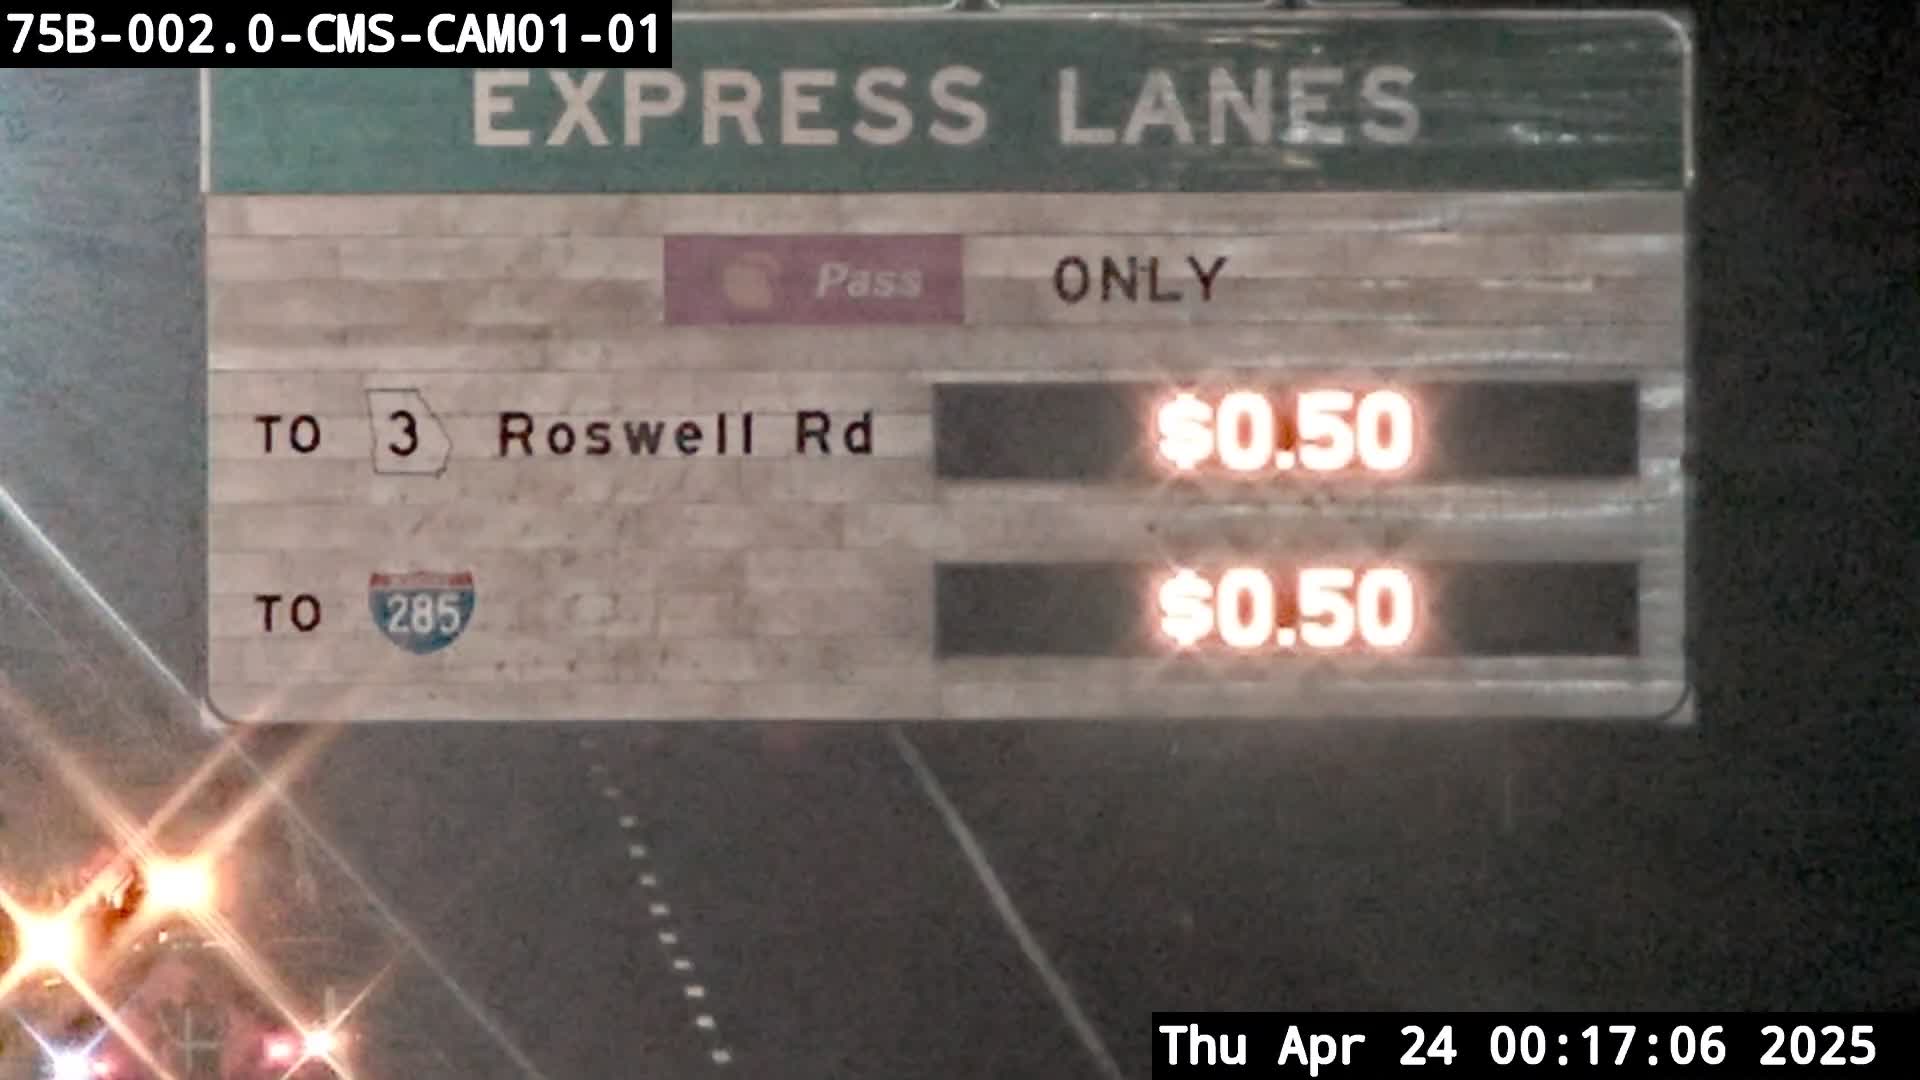 75B-002.0-CMS-CAM01-01
EXPRESS LANES
Pass ONLY
TO 3 Roswell Rd $0.50
TO 285 $0.50
Thu Apr 24 00:17:06 2025